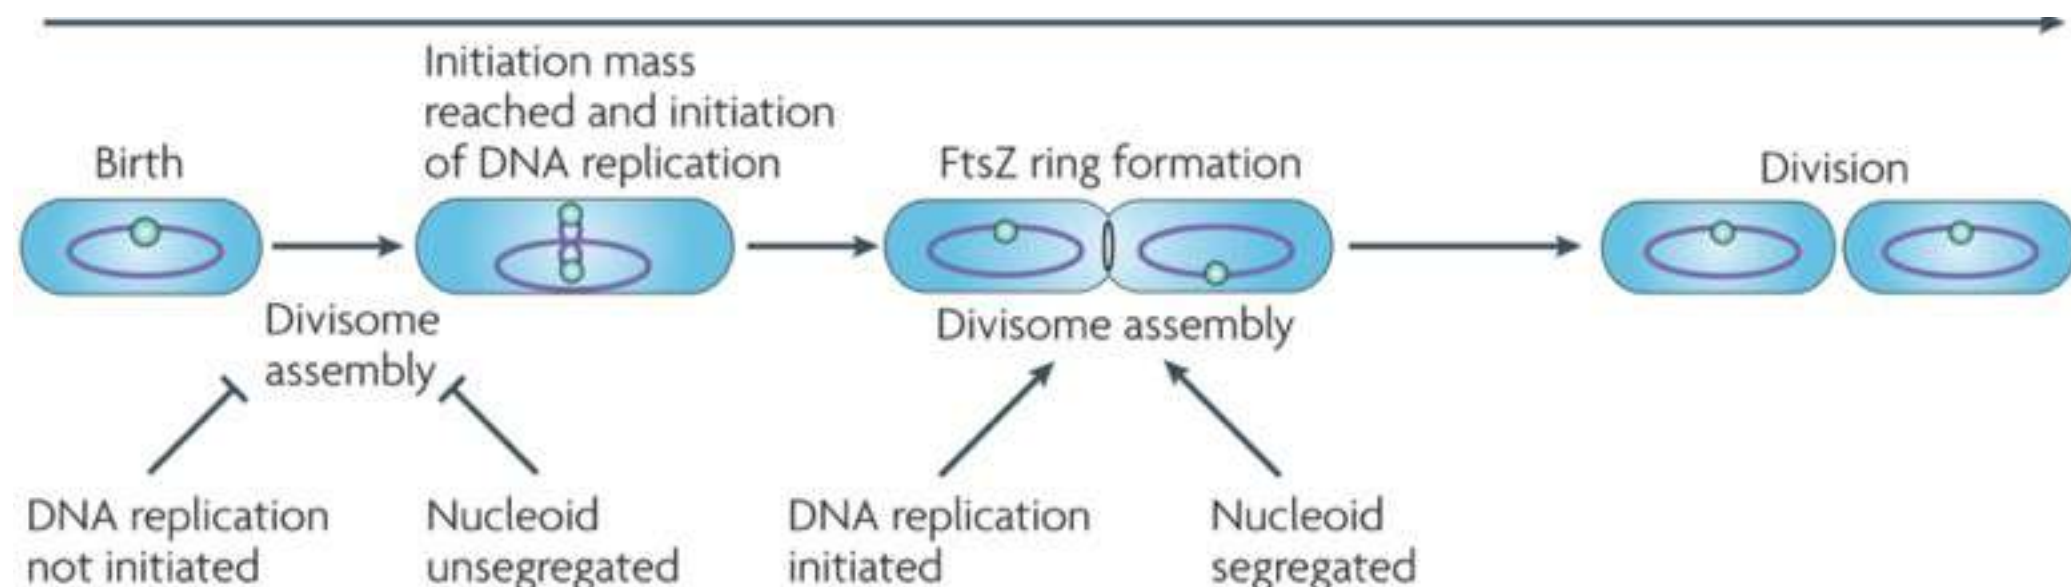 Initiation mass
reached and initiation
of DNA replication
Birth
FtsZ ring formation
Division
Divisome
assembly
Divisome assembly
DNA replication
not initiated
Nucleoid
unsegregated
DNA replication
initiated
Nucleoid
segregated